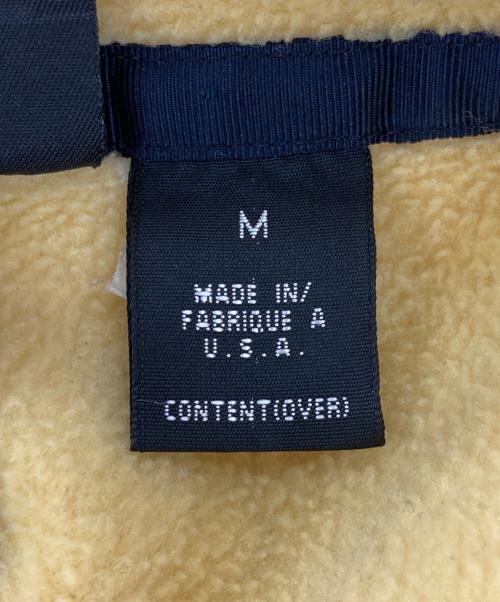 M
MADE IN/
FABRIQUE A
U.S.A.
CONTENT(OVER)